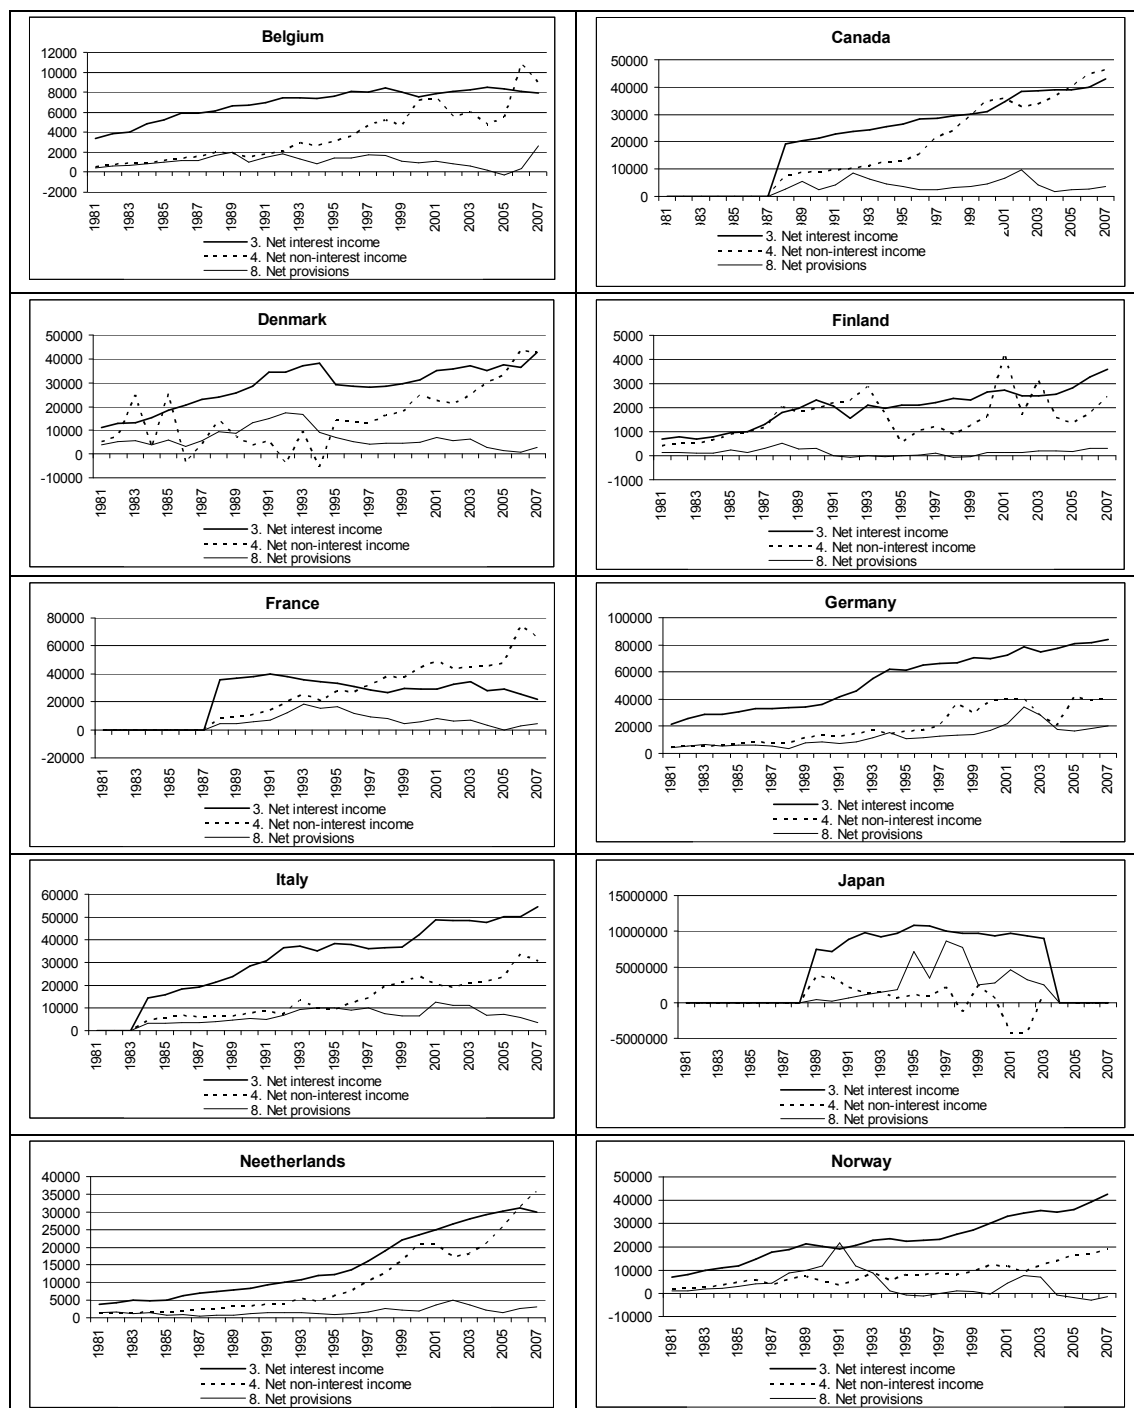 Belgium
12000
10000
8000
6000
4000
2000
0
-2000
1981 1983 1985 1987 1989 1991 1993 1995 1997 1999 2001 2003 2005 2007
3. Net interest income
4. Net non-interest income
8. Net provisions
Canada
50000
40000
30000
20000
10000
0
1989 1991 1993 1995 1997 1999 2003 2005 2007
3. Net interest income
4. Net non-interest income
8. Net provisions
Denmark
50000
40000
30000
20000
10000
0
-10000
1981 1983 1985 1987 1989 1991 1993 1995 1997 1999 2001 2003 2005 2007
3. Net interest income
4. Net non-interest income
8. Net provisions
Finland
5000
4000
3000
2000
1000
0
-1000
1981 1983 1985 1987 1989 1991 1993 1995 1997 1999 2001 2003 2005 2007
3. Net interest income
4. Net non-interest income
8. Net provisions
France
80000
60000
40000
20000
0
-20000
1981 1983 1985 1987 1989 1991 1993 1995 1997 1999 2001 2003 2005 2007
3. Net interest income
4. Net non-interest income
8. Net provisions
Germany
100000
80000
60000
40000
20000
0
1981 1983 1985 1987 1989 1991 1993 1995 1997 1999 2001 2003 2005 2007
3. Net interest income
4. Net non-interest income
8. Net provisions
Italy
60000
50000
40000
30000
20000
10000
0
1981 1983 1985 1987 1989 1991 1993 1995 1997 1999 2001 2003 2005 2007
3. Net interest income
4. Net non-interest income
8. Net provisions
Japan
15000000
10000000
5000000
0
-5000000
1981 1983 1985 1987 1989 1991 1993 1995 1997 1999 2001 2003 2005 2007
3. Net interest income
4. Net non-interest income
8. Net provisions
Neetherlands
40000
35000
30000
25000
20000
15000
10000
5000
0
1981 1983 1985 1987 1989 1991 1993 1995 1997 1999 2001 2003 2005 2007
3. Net interest income
4. Net non-interest income
8. Net provisions
Norway
50000
40000
30000
20000
10000
0
-10000
1981 1983 1985 1987 1989 1991 1993 1995 1997 1999 2001 2003 2005 2007
3. Net interest income
4. Net non-interest income
8. Net provisions